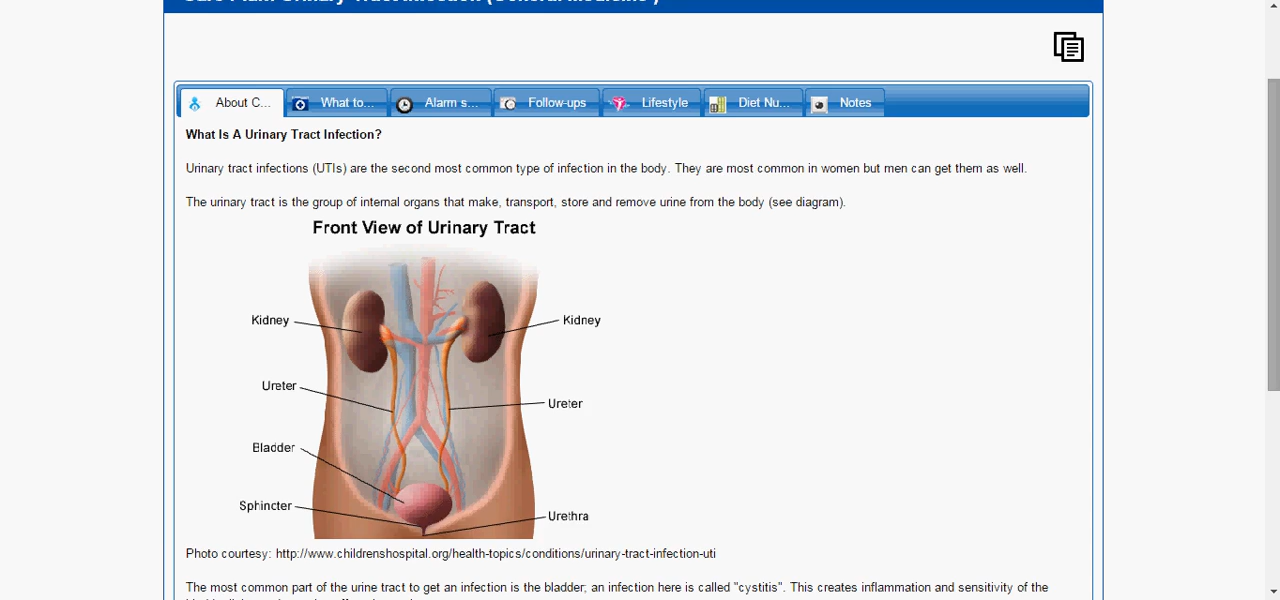 About C...
What to...
Alarm s...
Follow-ups
Lifestyle
Diet Nu...
Notes
What Is A Urinary Tract Infection?
Urinary tract infections (UTIs) are the second most common type of infection in the body. They are most common in women but men can get them as well.
The urinary tract is the group of internal organs that make, transport, store and remove urine from the body (see diagram).
Front View of Urinary Tract
Kidney
Kidney
Ureter
Ureter
Bladder
Sphincter
Urethra
Photo courtesy: http://www.childrenshospital.org/health-topics/conditions/urinary-tract-infection-uti
The most common part of the urine tract to get an infection is the bladder; an infection here is called "cystitis". This creates inflammation and sensitivity of the